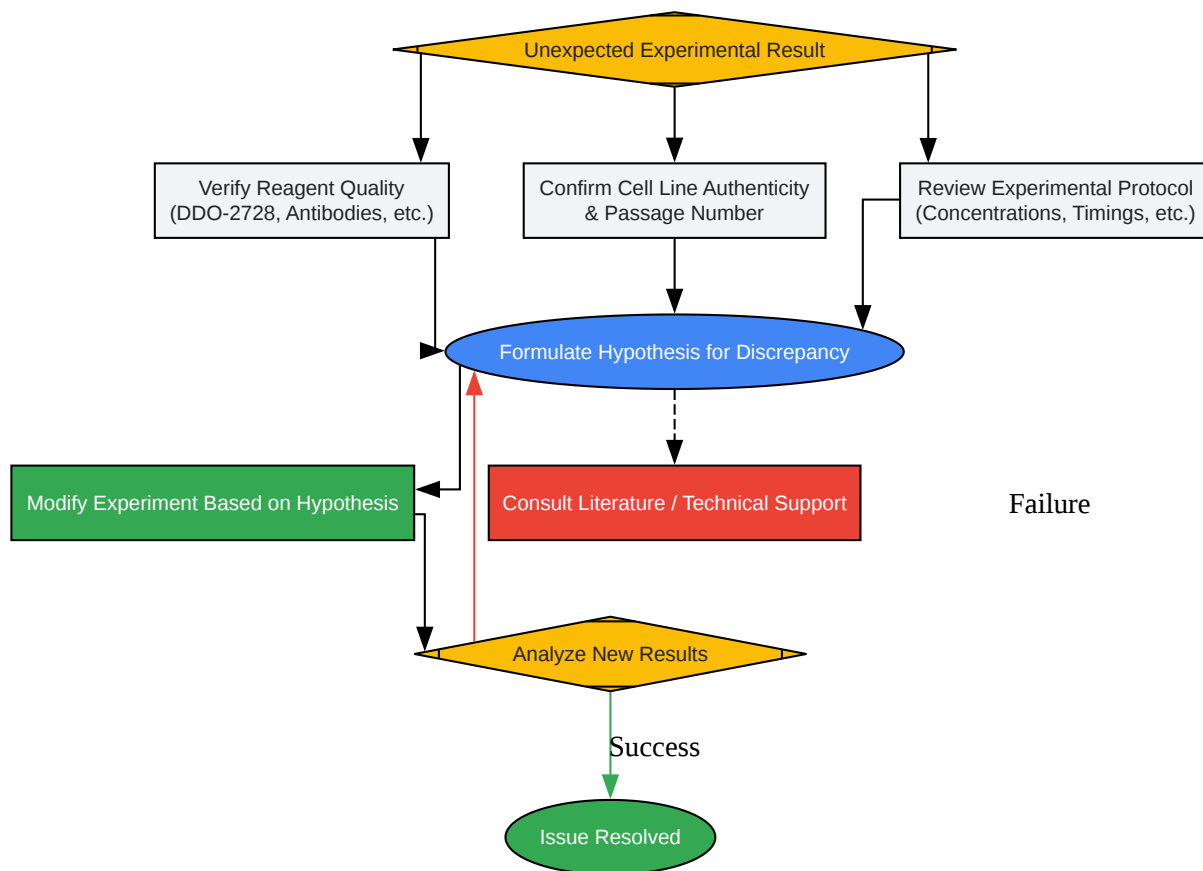 Unexpected Experimental Result
Verify Reagent Quality
(DDO-2728, Antibodies, etc.)
Confirm Cell Line Authenticity
& Passage Number
Review Experimental Protocol
(Concentrations, Timings, etc.)
Formulate Hypothesis for Discrepancy
Modify Experiment Based on Hypothesis
Consult Literature / Technical Support
Failure
Analyze New Results
Success
Issue Resolved